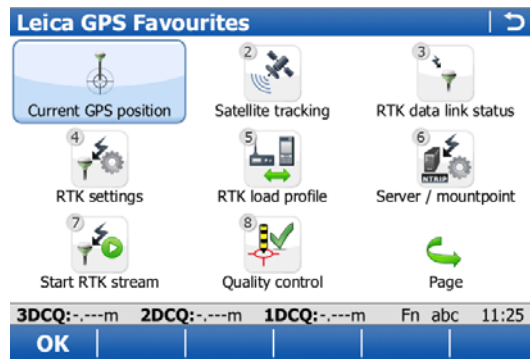 Leica GPS Favourites
2 3
Current GPS position Satellite tracking RTK data link status
4 5 6
NTRIP
RTK settings RTK load profile Server / mountpoint
7 8
Start RTK stream Quality control Page
3DCQ:-.---m 2DCQ:-.---m 1DCQ:-.---m Fn abc 11:25
OK